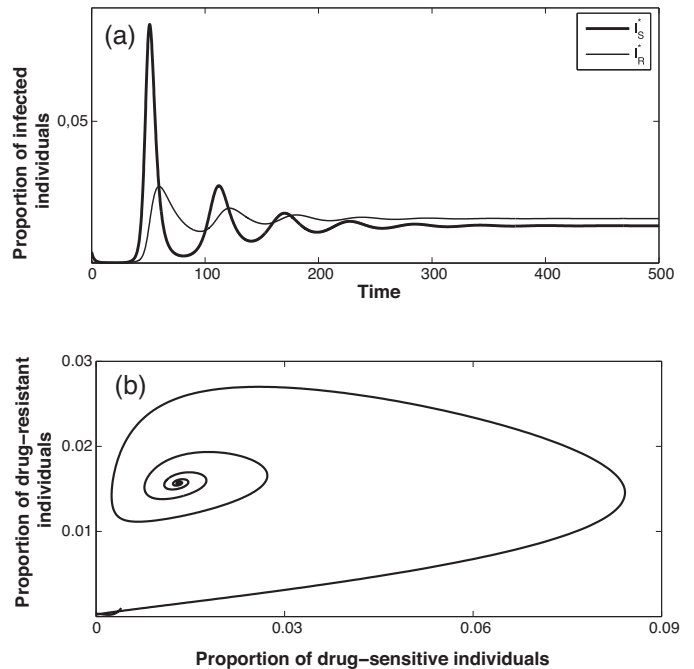 (a)
I*S
I*R
0,05
Proportion of infected
individuals
0
0 100 200 300 400 500
Time
(b)
0.03
0.02
0.01
Proportion of drug–resistant
individuals
0 0.03 0.06 0.09
Proportion of drug–sensitive individuals